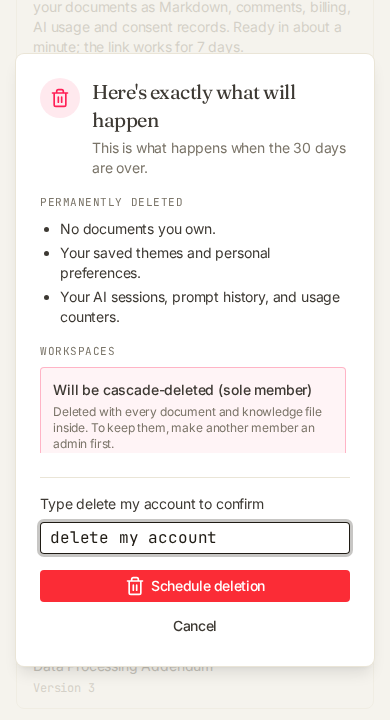 your documents as Markdown, comments, billing,
AI usage and consent records. Ready in about a
minute; the link works for 7 days.
Here's exactly what will
happen
This is what happens when the 30 days
are over.
PERMANENTLY DELETED
• No documents you own.
• Your saved themes and personal
preferences.
• Your AI sessions, prompt history, and usage
counters.
WORKSPACES
Will be cascade-deleted (sole member)
Deleted with every document and knowledge file
inside. To keep them, make another member an
admin first.
Type delete my account to confirm
delete my account
Schedule deletion
Cancel
Data Processing Addendum
Version 3